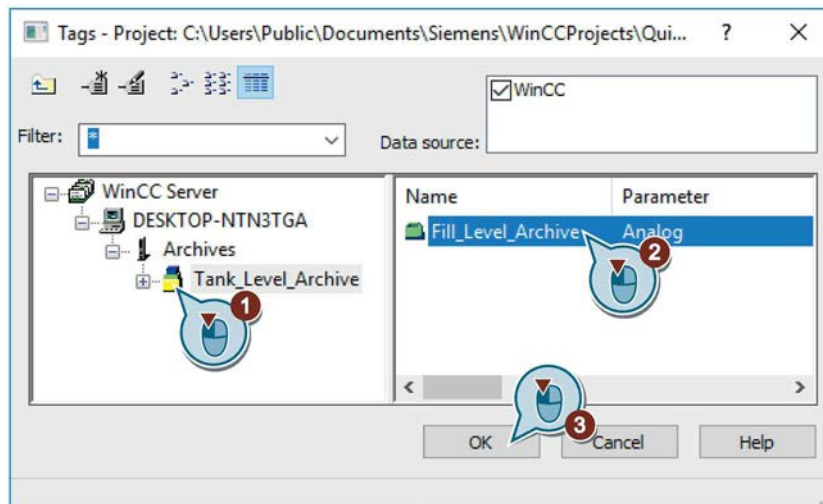 Tags - Project: C:\Users\Public\Documents\Siemens\WinCCProjects\Qui... ? X
WinCC
Filter: * Data source:
WinCC Server
DESKTOP-NTN3TGA
Archives
Tank_Level_Archive
1
Name Parameter
Fill_Level_Archive Analog
2
3
OK Cancel Help